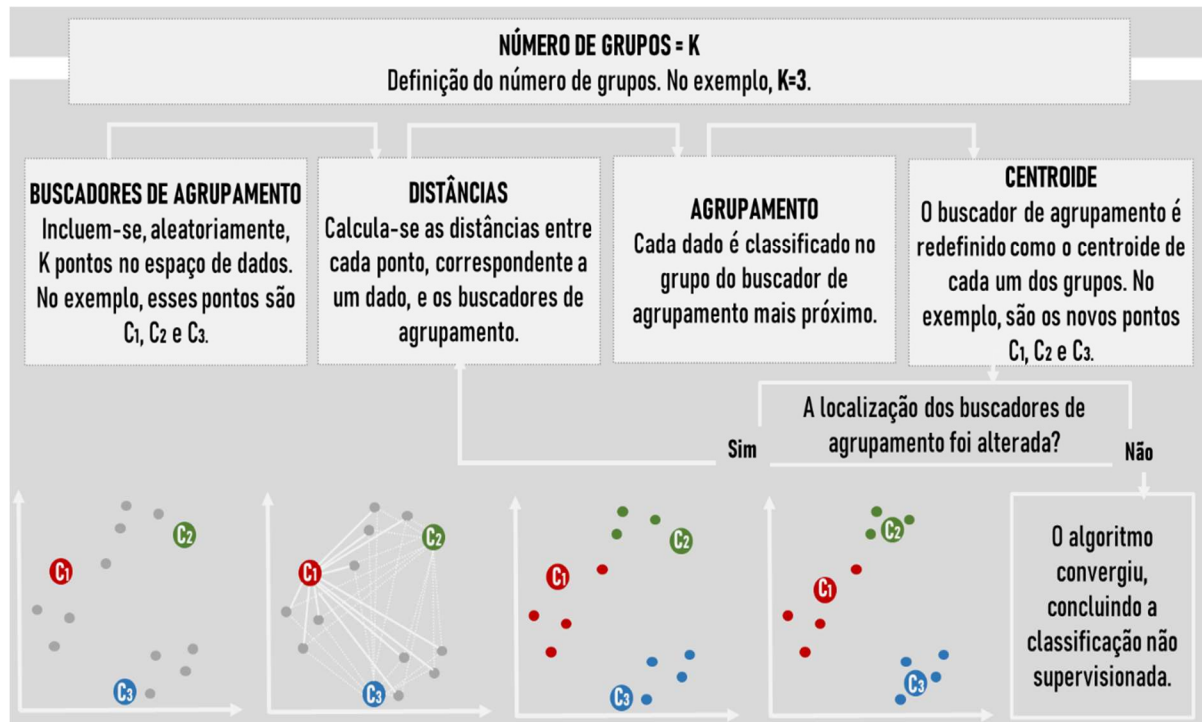 NÚMERO DE GRUPOS = K
Definição do número de grupos. No exemplo, K=3.
BUSCADORES DE AGRUPAMENTO
Incluem-se, aleatoriamente,
K pontos no espaço de dados.
No exemplo, esses pontos são
C₁, C₂ e C₃.
DISTÂNCIAS
Calcula-se as distâncias entre
cada ponto, correspondente a
um dado, e os buscadores de
agrupamento.
AGRUPAMENTO
Cada dado é classificado no
grupo do buscador de
agrupamento mais próximo.
CENTROIDE
O buscador de agrupamento é
redefinido como o centroide de
cada um dos grupos. No
exemplo, são os novos pontos
C₁, C₂ e C₃.
A localização dos buscadores de
agrupamento foi alterada?
Sim
Não
C₁
C₂
C₃
C₁
C₂
C₃
C₁
C₂
C₃
C₁
C₂
C₃
O algoritmo
convergiu,
concluindo a
classificação não
supervisionada.